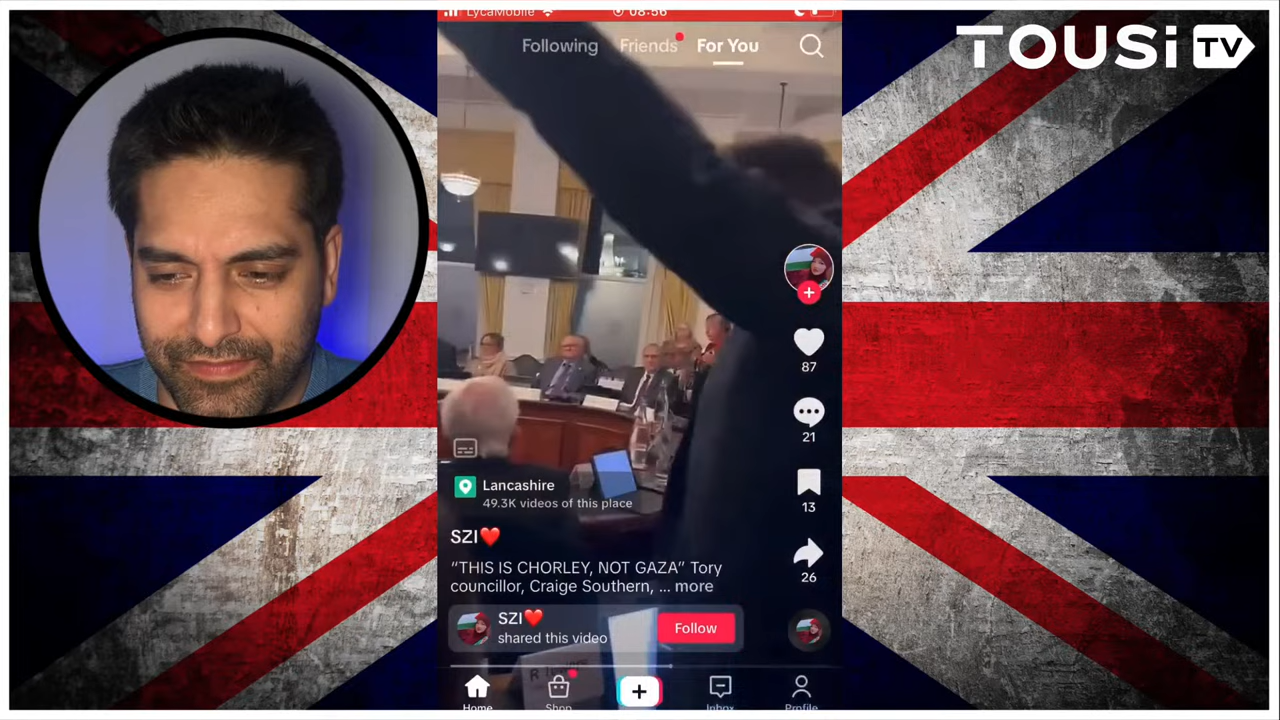 LycaMobile
08:56
Following
Friends
For You
TOUSi TV
87
21
Lancashire
49.3K videos of this place
13
SZI❤️
“THIS IS CHORLEY, NOT GAZA” Tory
councillor, Craige Southern, ... more
26
SZI❤️
shared this video
Follow
Home
Shop
Inbox
Profile